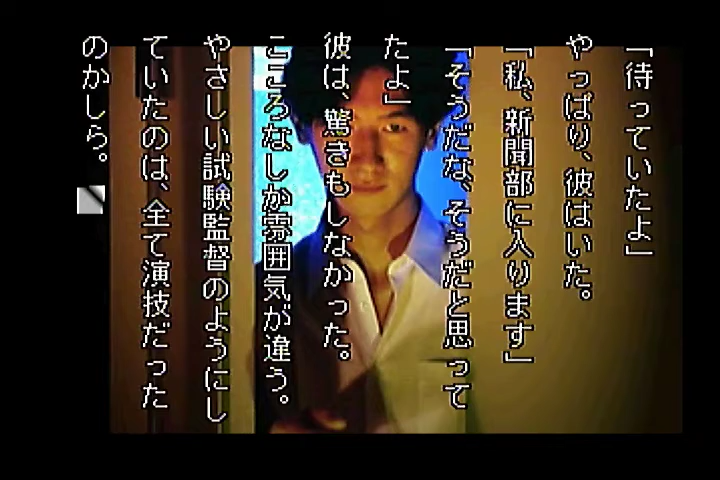 「待っていたよ」
やっぱり、彼はいた。
「私、新聞部に入ります」
「そうだな、そうだと思って
たよ」
彼は、驚きもしなかった。
こころなしか雰囲気が違う。
やさしい試験監督のようにし
ていたのは、全て演技だった
のかしら。